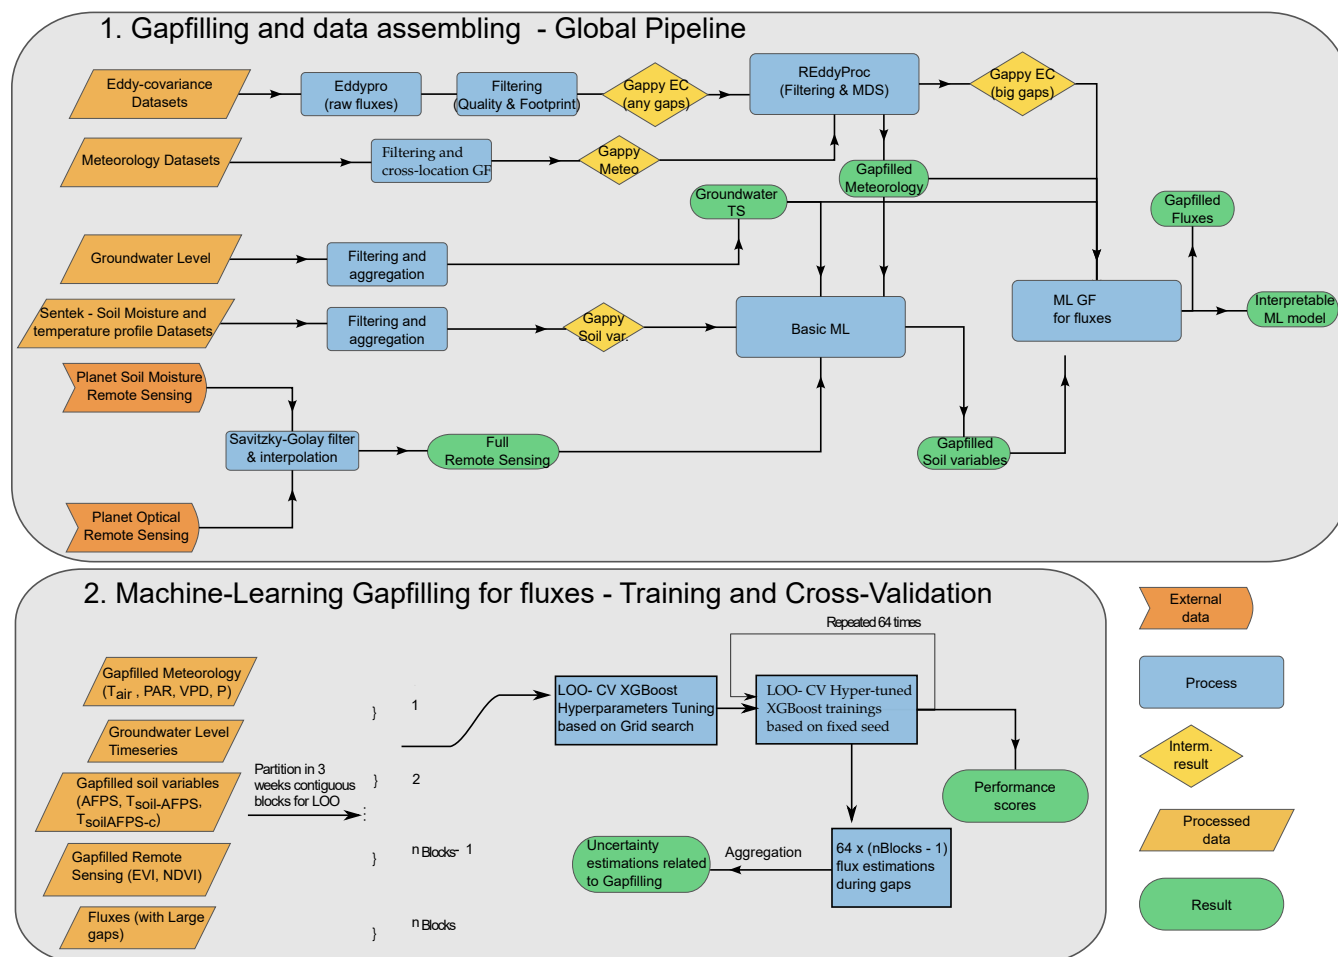 1. Gapfilling and data assembling - Global Pipeline
Eddy-covariance
Datasets
Eddypro
(raw fluxes)
Filtering
(Quality & Footprint)
Gappy EC
(any gaps)
REddyProc
(Filtering & MDS)
Gappy EC
(big gaps)
Meteorology Datasets
Filtering and
cross-location GF
Gappy
Meteo
Gapfilled
Meteorology
Groundwater
TS
Gapfilled
Fluxes
Groundwater Level
Filtering and
aggregation
Sentek - Soil Moisture and
temperature profile Datasets
Filtering and
aggregation
Gappy
Soil var.
Basic ML
ML GF
for fluxes
Interpretable
ML model
Planet Soil Moisture
Remote Sensing
Savitzky-Golay filter
& interpolation
Full
Remote Sensing
Gapfilled
Soil variables
Planet Optical
Remote Sensing
2. Machine-Learning Gapfilling for fluxes - Training and Cross-Validation
Repeated 64 times
Gapfilled Meteorology
(Tair , PAR, VPD, P)
Groundwater Level
Timeseries
Gapfilled soil variables
(AFPS, Tsoil-AFPS,
TsoilAFPS-c)
Gapfilled Remote
Sensing (EVI, NDVI)
Fluxes (with Large
gaps)
Partition in 3
weeks contiguous
blocks for LOO
} 1
} 2
:
} nBlocks- 1
} nBlocks
LOO- CV XGBoost
Hyperparameters Tuning
based on Grid search
LOO- CV Hyper-tuned
XGBoost trainings
based on fixed seed
Performance
scores
64 x (nBlocks - 1)
flux estimations
during gaps
Aggregation
Uncertainty
estimations related
to Gapfilling
External
data
Process
Interm.
result
Processed
data
Result